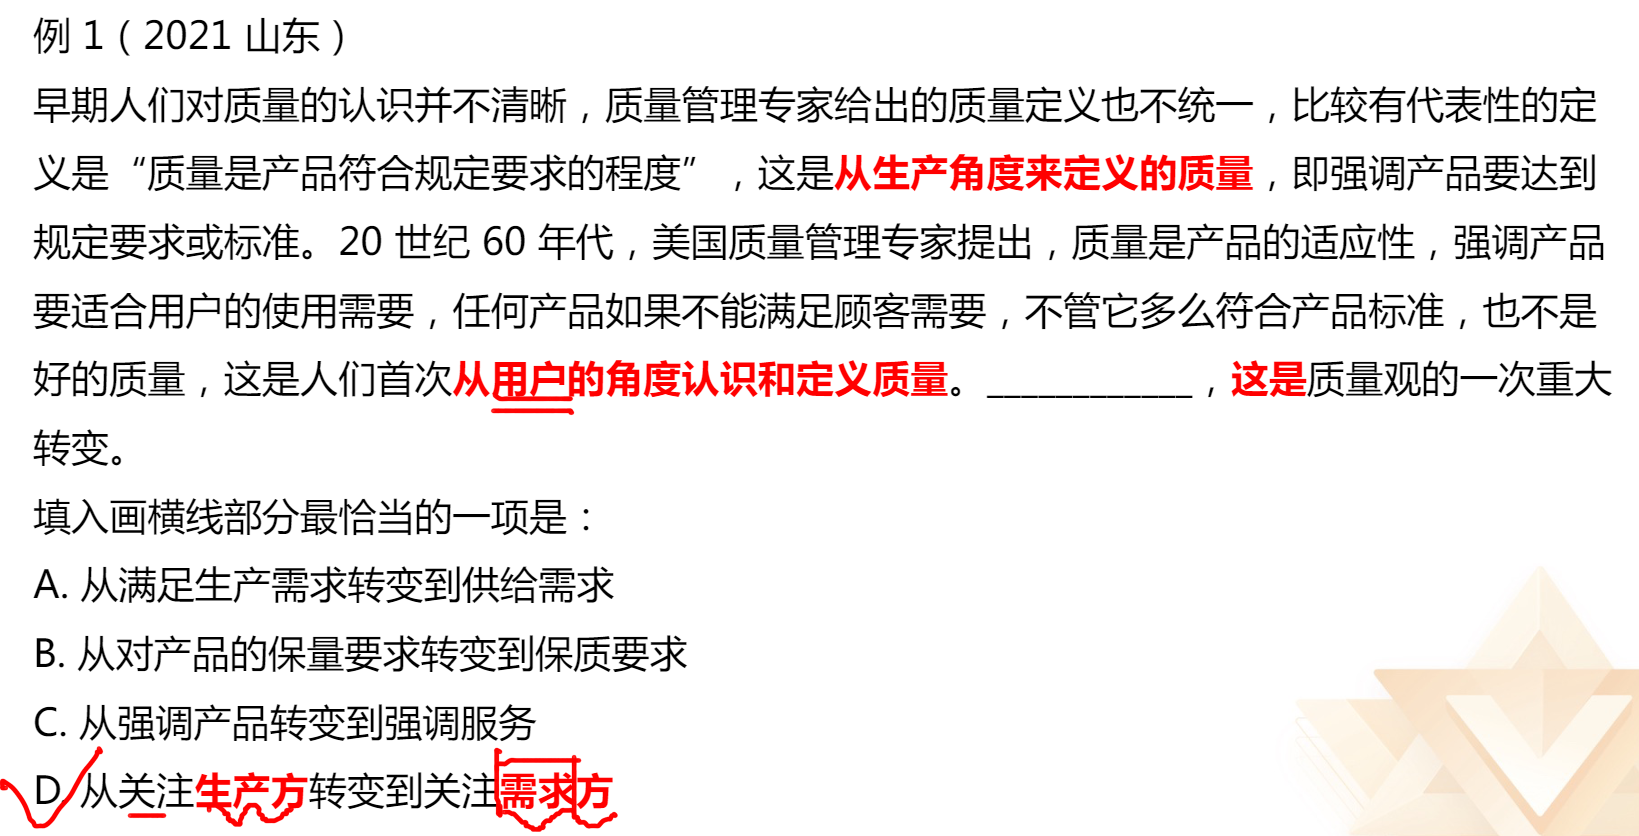 例 1（2021 山东）
早期人们对质量的认识并不清晰，质量管理专家给出的质量定义也不统一，比较有代表性的定
义是“质量是产品符合规定要求的程度”，这是从生产角度来定义的质量，即强调产品要达到
规定要求或标准。20 世纪 60 年代，美国质量管理专家提出，质量是产品的适应性，强调产品
要适合用户的使用需要，任何产品如果不能满足顾客需要，不管它多么符合产品标准，也不是
好的质量，这是人们首次从用户的角度认识和定义质量。____________，这是质量观的一次重大
转变。
填入画横线部分最恰当的一项是：
A. 从满足生产需求转变到供给需求
B. 从对产品的保量要求转变到保质要求
C. 从强调产品转变到强调服务
D. 从关注生产方转变到关注需求方